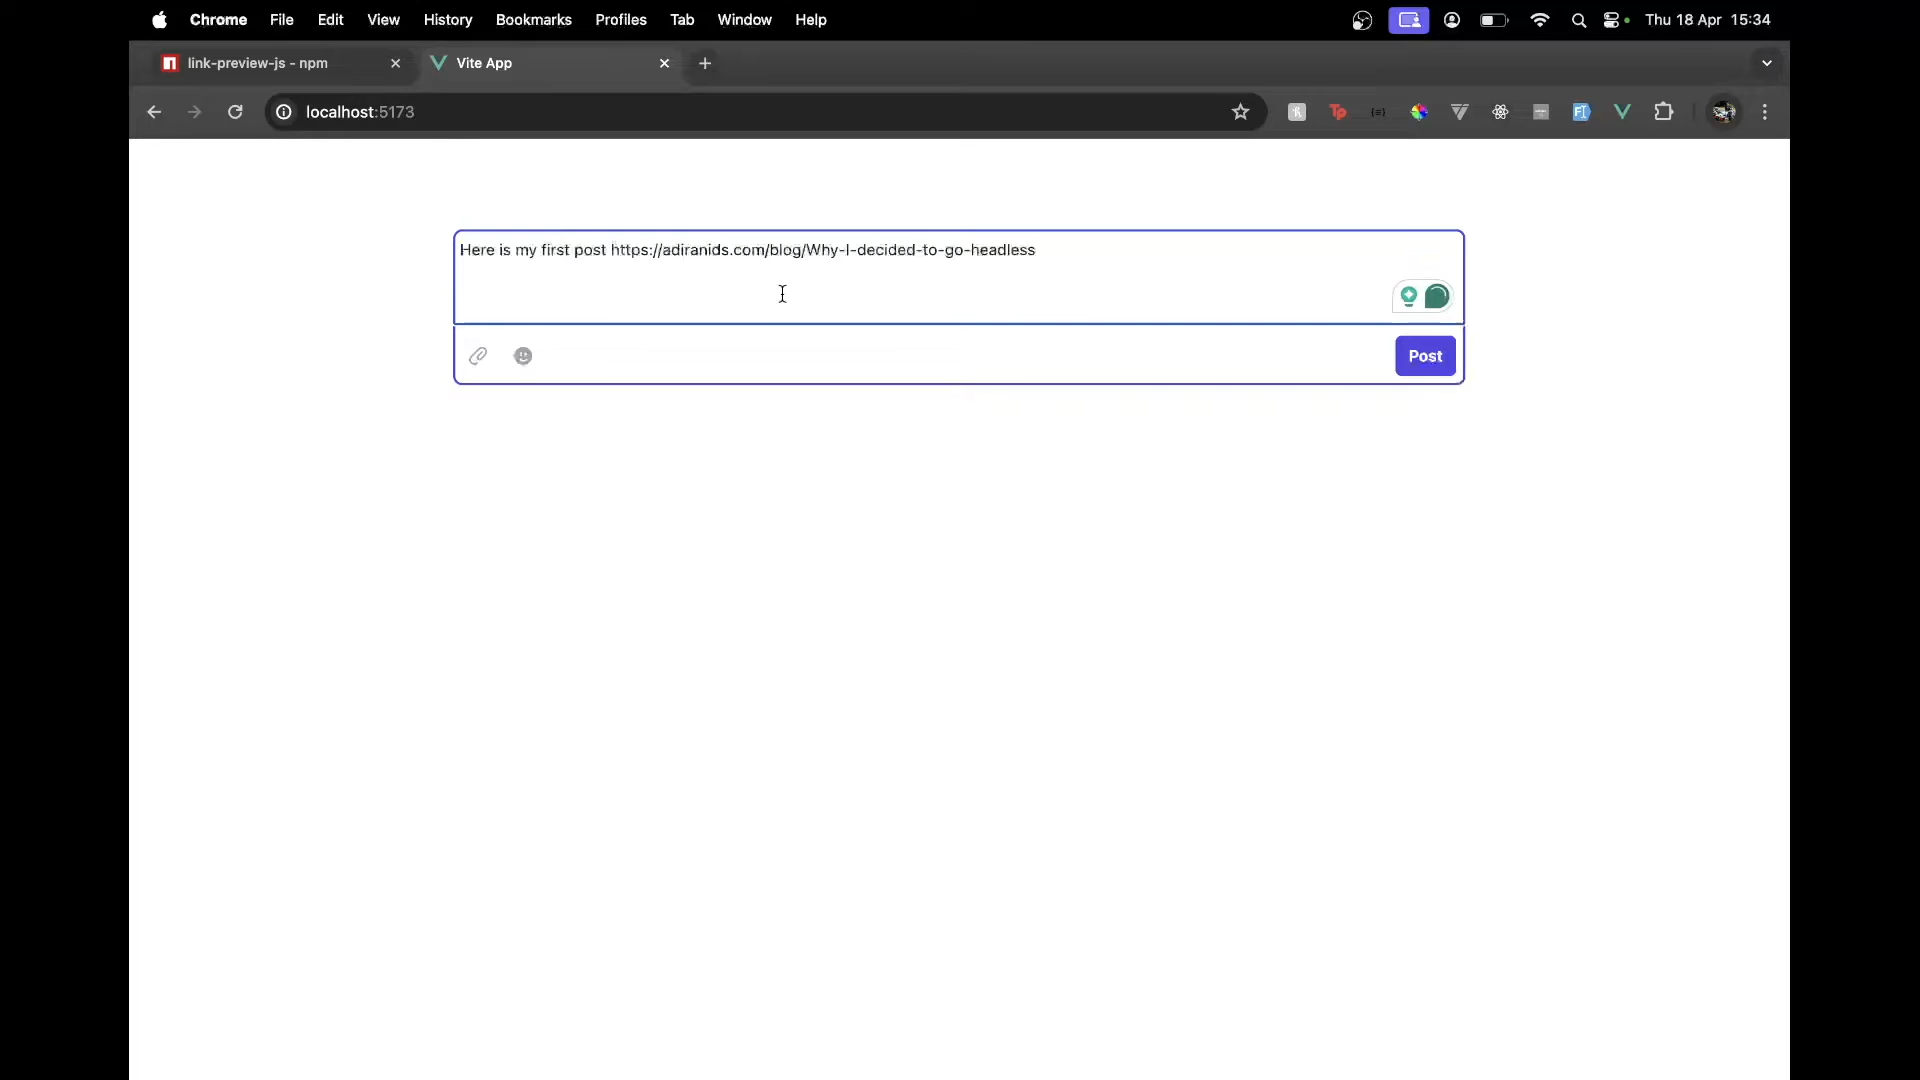 Chrome File Edit View History Bookmarks Profiles Tab Window Help Thu 18 Apr 15:34
link-preview-js - npm Vite App
localhost:5173
Here is my first post https://adiranids.com/blog/Why-I-decided-to-go-headless
Post